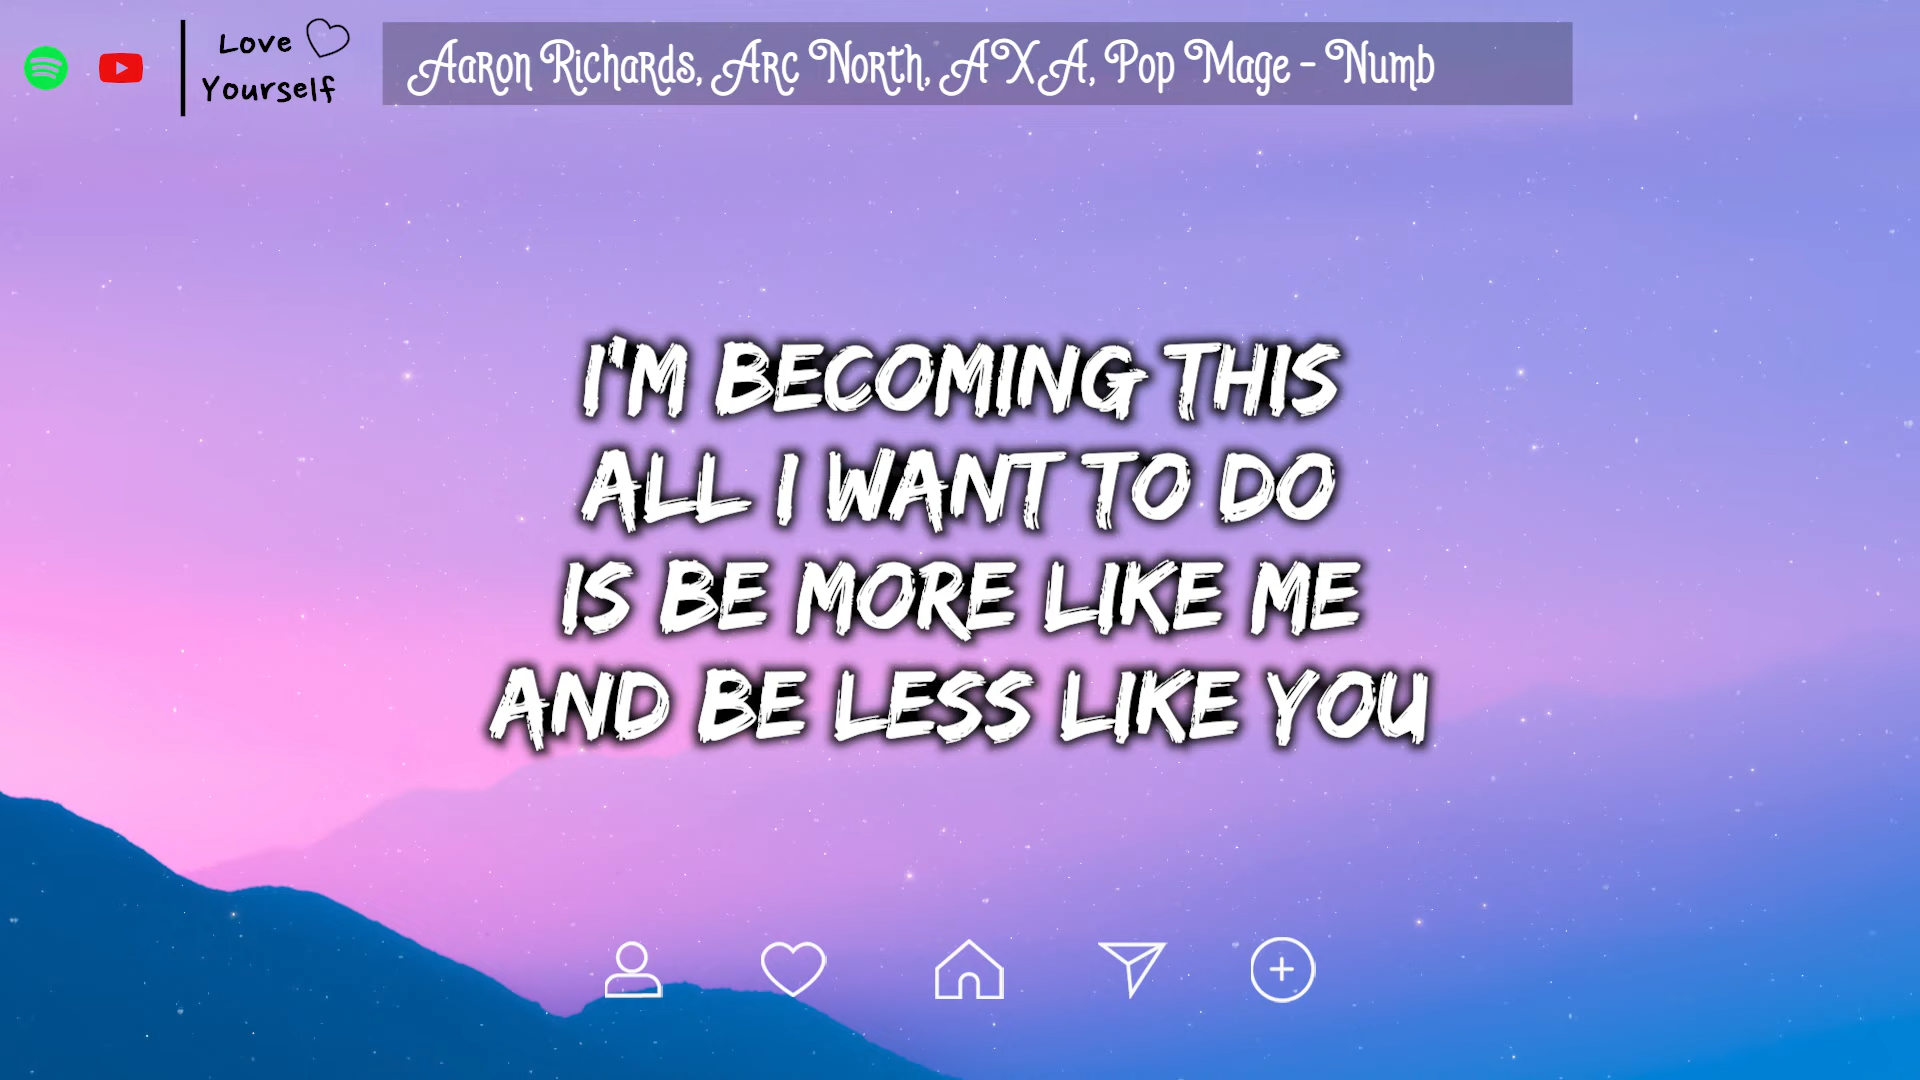 Love
Yourself
Aaron Richards, Arc North, AXA, Pop Mage - Numb
I'M BECOMING THIS
ALL I WANT TO DO
IS BE MORE LIKE ME
AND BE LESS LIKE YOU